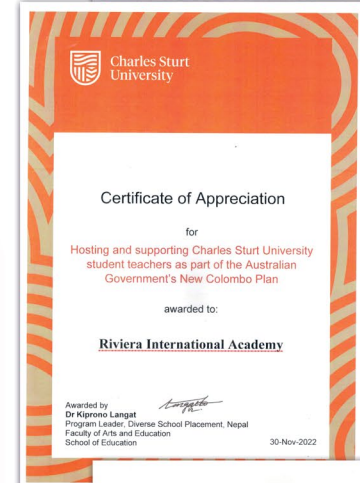 Charles Sturt
University
Certificate of Appreciation
for
Hosting and supporting Charles Sturt University
student teachers as part of the Australian
Government's New Colombo Plan
awarded to:
Riviera International Academy
Awarded by
Dr Kiprono Langat
Program Leader, Diverse School Placement, Nepal
Faculty of Arts and Education
School of Education
30-Nov-2022